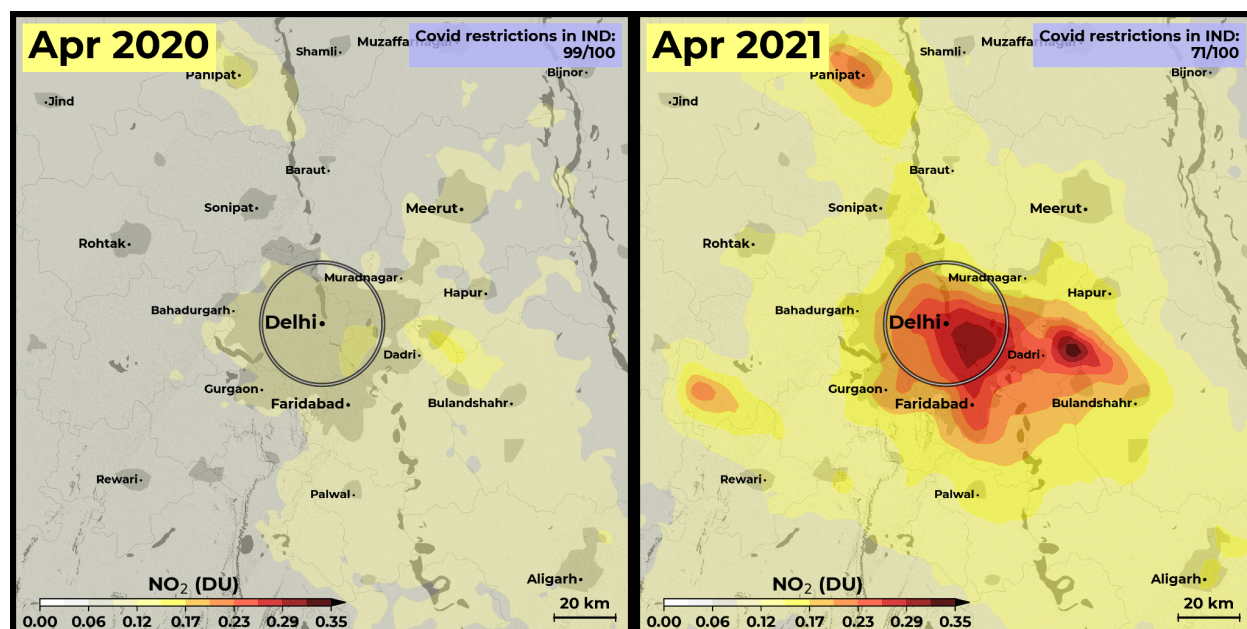 Apr 2020
Covid restrictions in IND:
99/100
Shamli
Panipat
Bijnor
Jind
Baraut
Sonipat
Meerut
Rohtak
Muradnagar
Hapur
Bahadurgarh
Delhi
Dadri
Gurgaon
Faridabad
Bulandshahr
Rewari
Palwal
Aligarh
NO₂ (DU)
0.00 0.06 0.12 0.17 0.23 0.29 0.35
20 km
Apr 2021
Covid restrictions in IND:
71/100
Shamli
Panipat
Bijnor
Jind
Baraut
Sonipat
Meerut
Rohtak
Muradnagar
Hapur
Bahadurgarh
Delhi
Dadri
Gurgaon
Faridabad
Bulandshahr
Rewari
Palwal
Aligarh
NO₂ (DU)
0.00 0.06 0.12 0.17 0.23 0.29 0.35
20 km